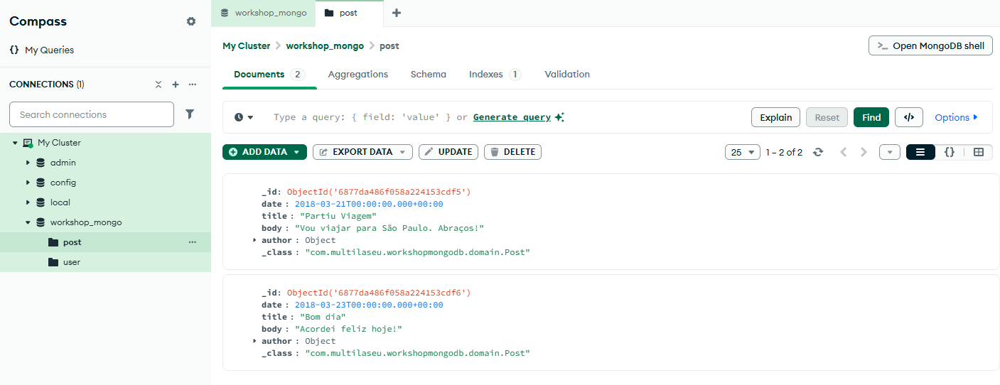 Compass
My Queries
CONNECTIONS (1)
Search connections
My Cluster
admin
config
local
workshop_mongo
post
user
workshop_mongo
post
My Cluster
workshop_mongo
post
>_ Open MongoDB shell
Documents 2
Aggregations
Schema
Indexes 1
Validation
Type a query: { field: 'value' } or Generate query
Explain
Reset
Find
</>
Options
ADD DATA
EXPORT DATA
UPDATE
DELETE
25
1 – 2 of 2
{}
_id: ObjectId('6877da486f058a224153cdf5')
date : 2018-03-21T00:00:00.000+00:00
title : "Partiu Viagem"
body : "Vou viajar para São Paulo. Abraços!"
author : Object
_class : "com.multilaseu.workshopmongodb.domain.Post"
_id: ObjectId('6877da486f058a224153cdf6')
date : 2018-03-23T00:00:00.000+00:00
title : "Bom dia"
body : "Acordei feliz hoje!"
author : Object
_class : "com.multilaseu.workshopmongodb.domain.Post"